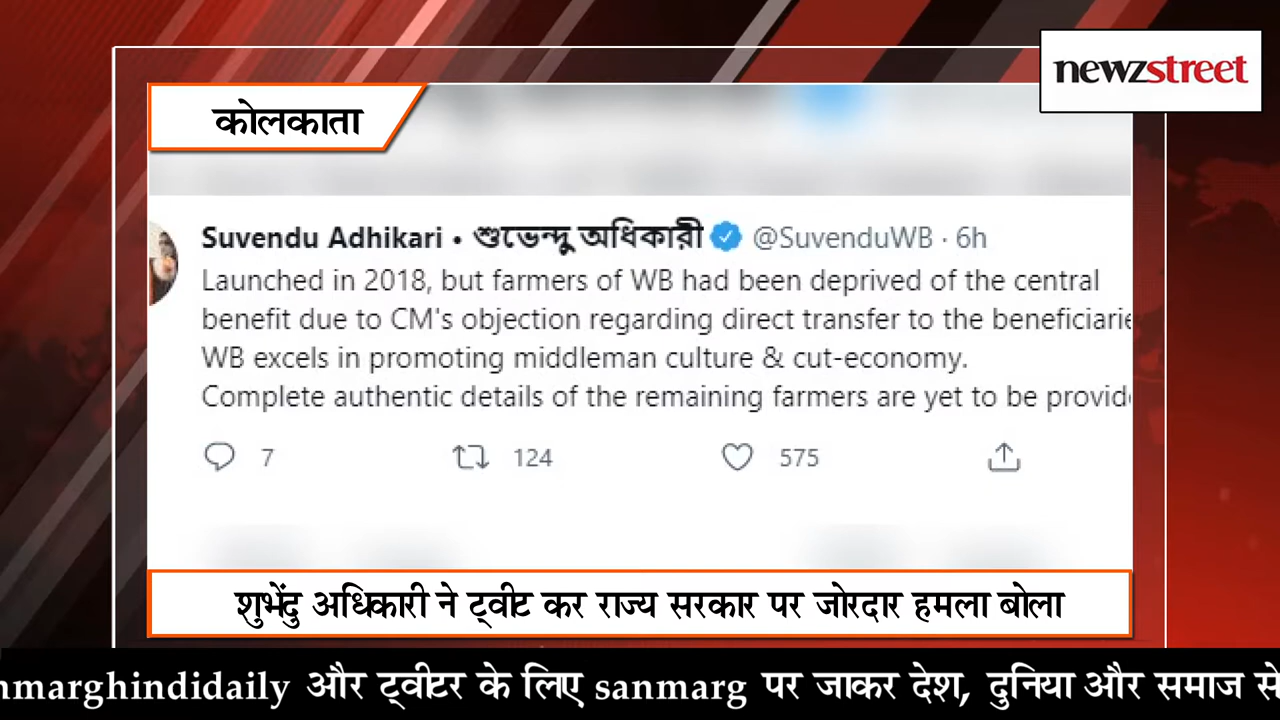 newzstreet
कोलकाता
Suvendu Adhikari • শুভেন্দু অধিকারী @SuvenduWB · 6h
Launched in 2018, but farmers of WB had been deprived of the central
benefit due to CM's objection regarding direct transfer to the beneficiarie
WB excels in promoting middleman culture & cut-economy.
Complete authentic details of the remaining farmers are yet to be provid
7 124 575
शुभेंदु अधिकारी ने ट्वीट कर राज्य सरकार पर जोरदार हमला बोला
nmarghindidaily और ट्वीटर के लिए sanmarg पर जाकर देश, दुनिया और समाज से